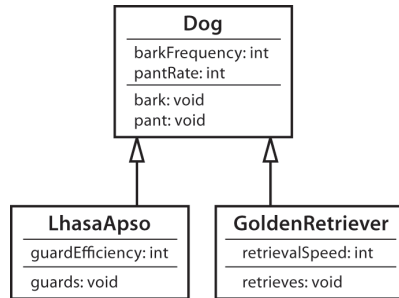 Dog
barkFrequency: int
pantRate: int
bark: void
pant: void
LhasaApso
guardEfficiency: int
guards: void
GoldenRetriever
retrievalSpeed: int
retrieves: void